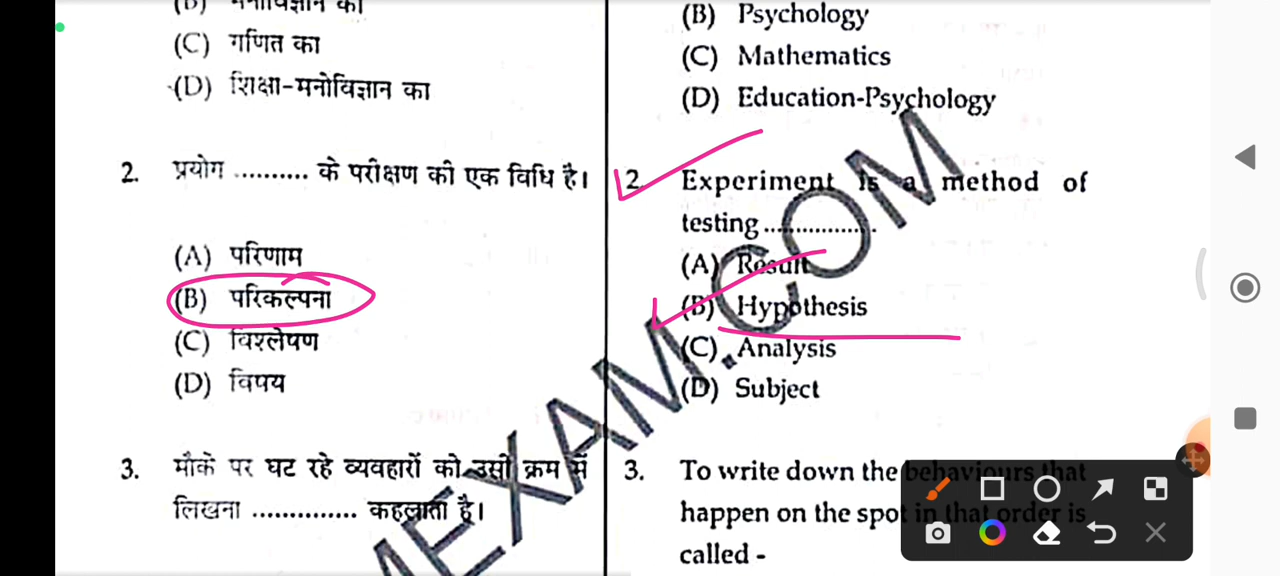 (B) मनोविज्ञान का
(C) गणित का
(D) शिक्षा-मनोविज्ञान का
2. प्रयोग .......... के परीक्षण की एक विधि है।
(A) परिणाम
(B) परिकल्पना
(C) विश्लेषण
(D) विषय
3. मौके पर घट रहे व्यवहारों को उसी क्रम में
लिखना .............. कहलाता है।
(B) Psychology
(C) Mathematics
(D) Education-Psychology
2. Experiment is a method of
testing................
(A) Result
(B) Hypothesis
(C) Analysis
(D) Subject
3. To write down the behaviours that
happen on the spot in that order is
called -
MEXAM.COM